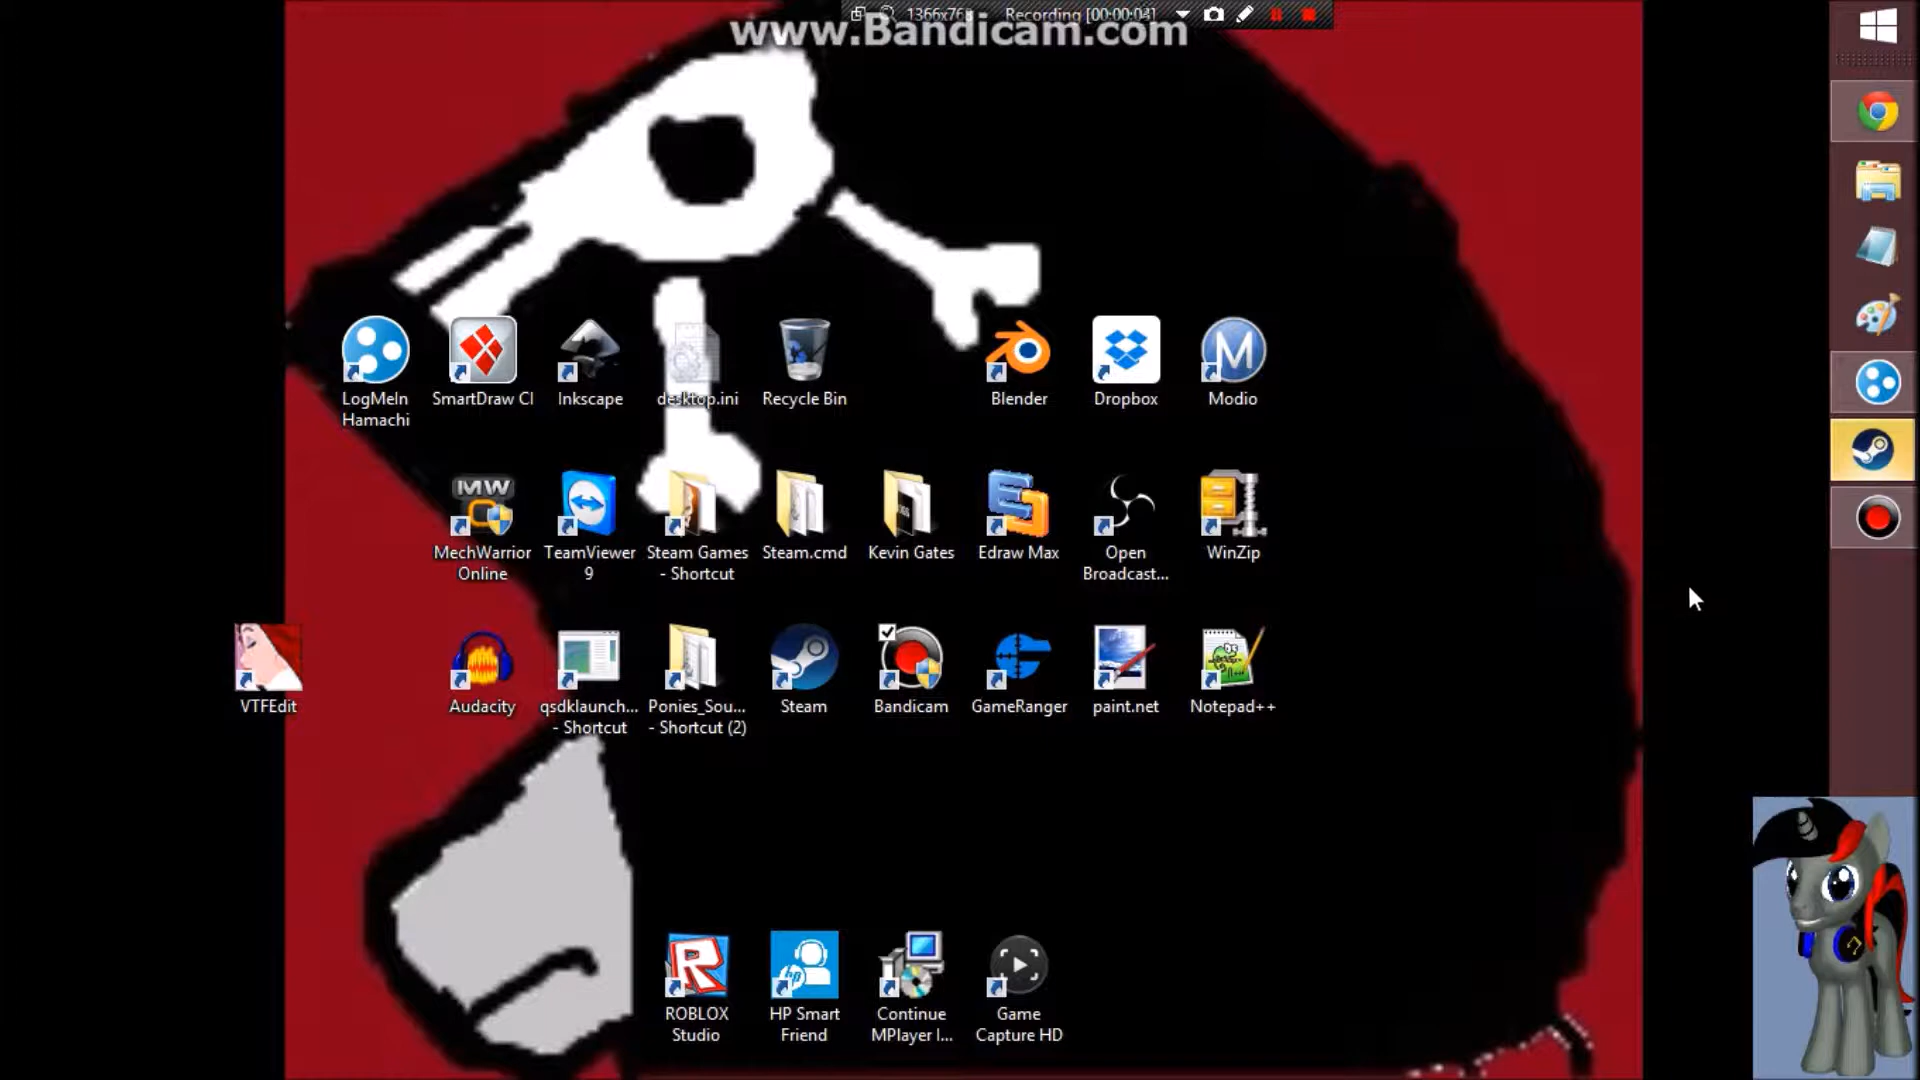 1366x768 Recording [00:00:04]
www.Bandicam.com
LogMeIn
Hamachi
SmartDraw CI
Inkscape
desktop.ini
Recycle Bin
Blender
Dropbox
Modio
M
MW
MechWarrior
Online
TeamViewer
9
Steam Games
- Shortcut
Steam.cmd
Kevin Gates
Edraw Max
Open
Broadcast...
WinZip
VTFEdit
Audacity
qsdklaunch...
- Shortcut
Ponies_Sou...
- Shortcut (2)
Steam
Bandicam
GameRanger
paint.net
Notepad++
R
ROBLOX
Studio
hp
HP Smart
Friend
Continue
MPlayer I...
Game
Capture HD